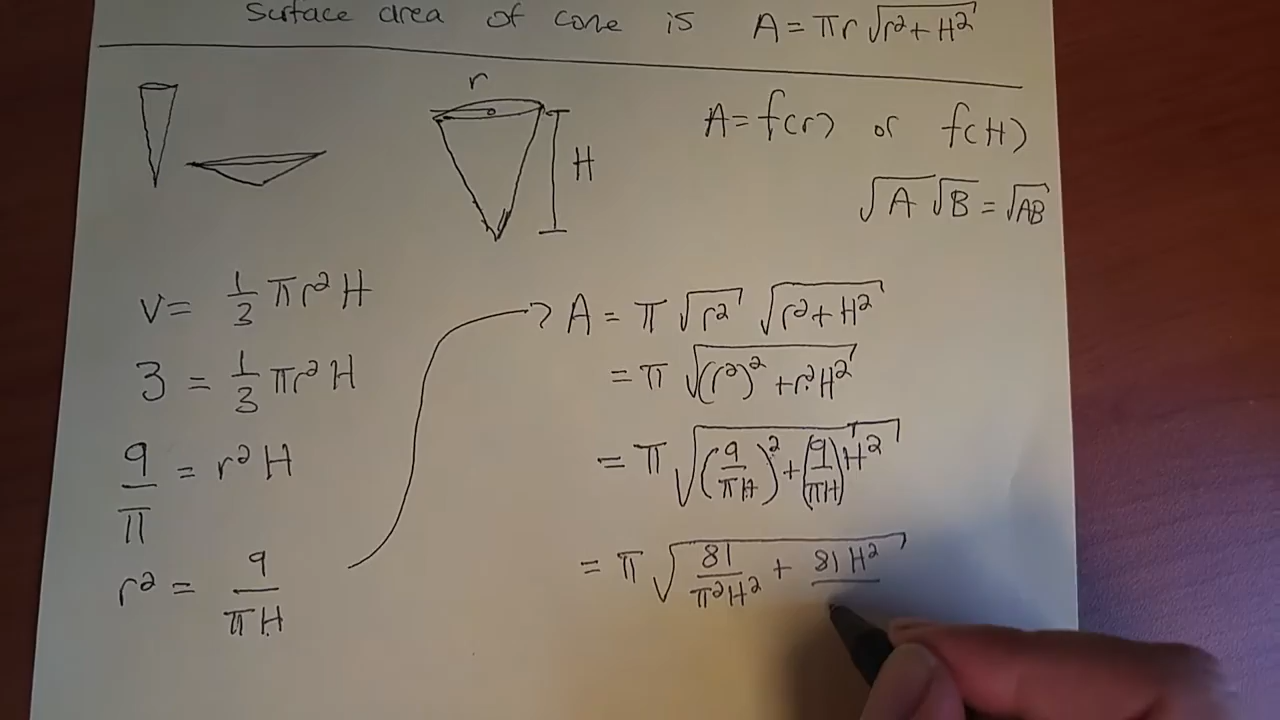 Surface area of cone is A = πr√(r²+H²)
r
H
A = f(r) or f(H)
√A √B = √AB
V = 1/3 πr²H
3 = 1/3 πr²H
9/π = r²H
r² = 9/πH
A = π √r² √(r²+H²)
= π √((r²)² + r²H²)
= π √((9/πH)² + (9/πH)H²)
= π √(81/π²H² + 81H²/